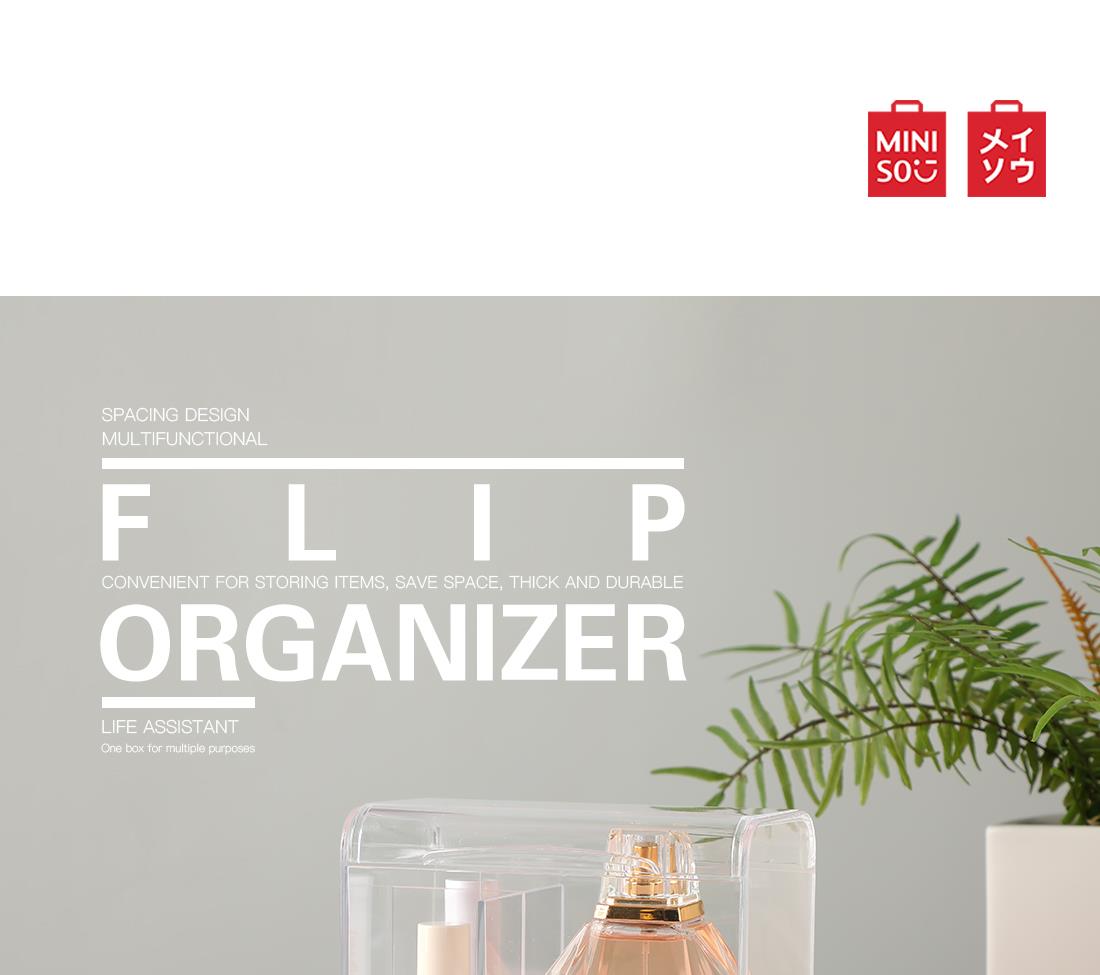 MINI
SO
メイ
ソウ
SPACING DESIGN
MULTIFUNCTIONAL
FLIP
CONVENIENT FOR STORING ITEMS, SAVE SPACE, THICK AND DURABLE
ORGANIZER
LIFE ASSISTANT
One box for multiple purposes